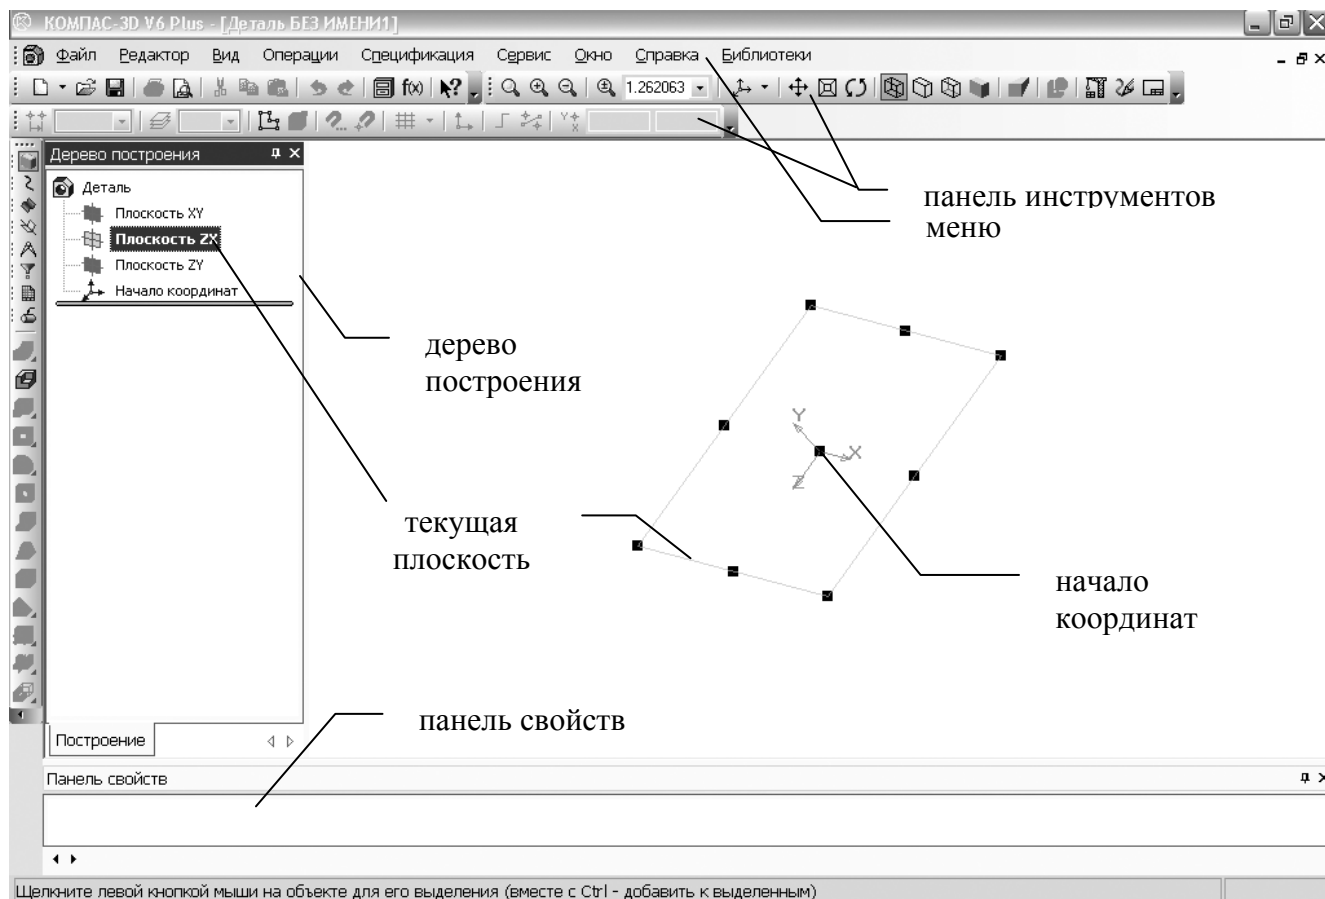 КОМПАС-3D V6 Plus - [Деталь БЕЗ ИМЕНИ1]
Файл Редактор Вид Операции Спецификация Сервис Окно Справка Библиотеки
1.262063
f(x)
Дерево построения
Деталь
Плоскость XY
Плоскость ZX
Плоскость ZY
Начало координат
панель инструментов
меню
дерево
построения
Y
X
Z
текущая
плоскость
начало
координат
панель свойств
Построение
Панель свойств
Щелкните левой кнопкой мыши на объекте для его выделения (вместе с Ctrl - добавить к выделенным)